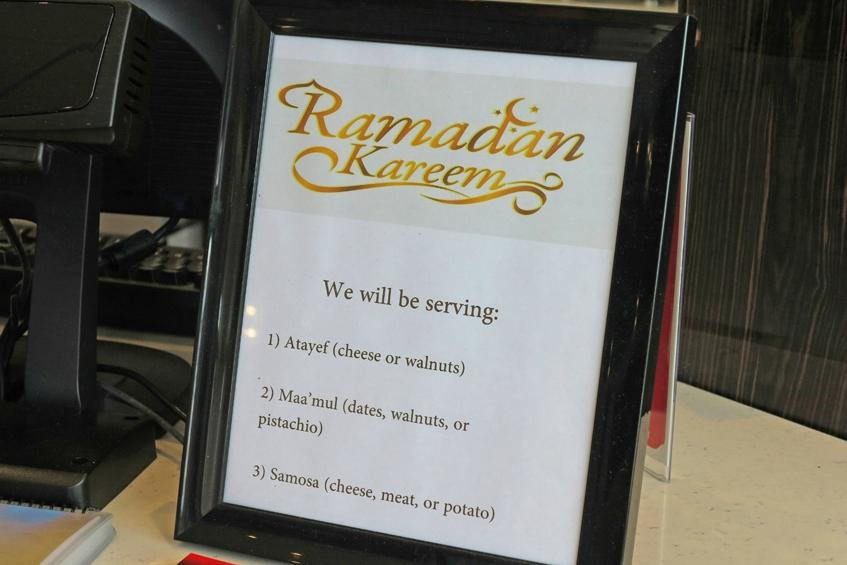 Ramadan
Kareem
We will be serving:
1) Atayef (cheese or walnuts)
2) Maa'mul (dates, walnuts, or
pistachio)
3) Samosa (cheese, meat, or potato)